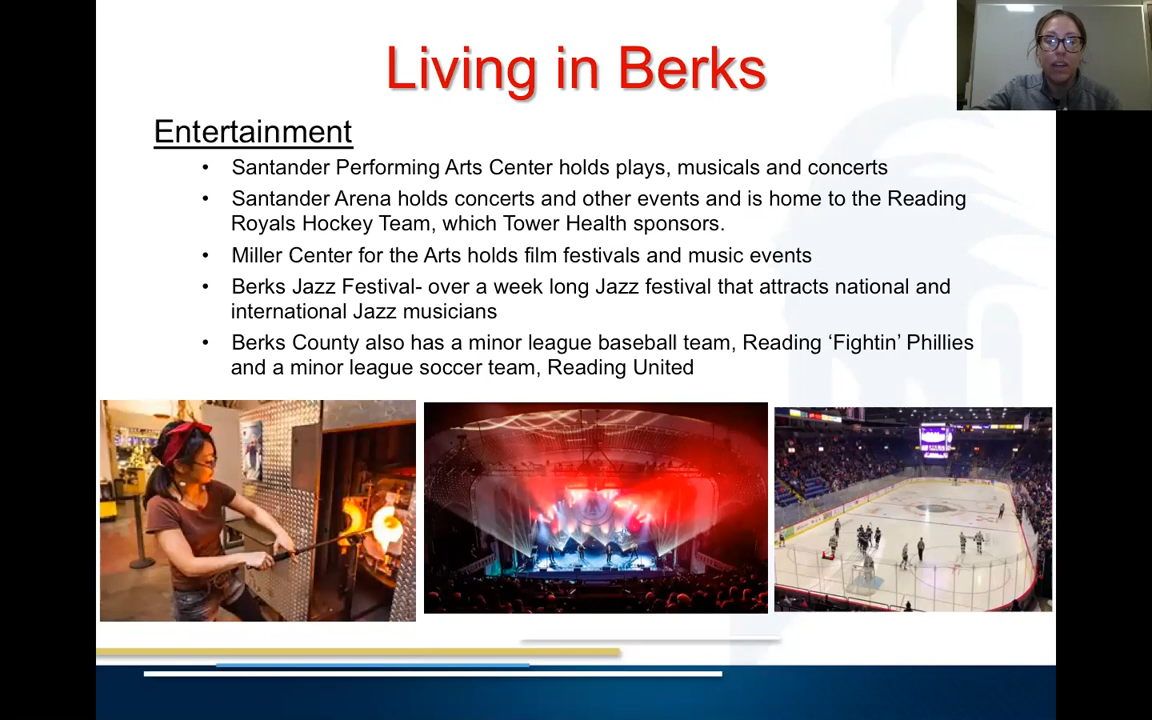 Living in Berks
Entertainment
• Santander Performing Arts Center holds plays, musicals and concerts
• Santander Arena holds concerts and other events and is home to the Reading
Royals Hockey Team, which Tower Health sponsors.
• Miller Center for the Arts holds film festivals and music events
• Berks Jazz Festival- over a week long Jazz festival that attracts national and
international Jazz musicians
• Berks County also has a minor league baseball team, Reading ‘Fightin’ Phillies
and a minor league soccer team, Reading United